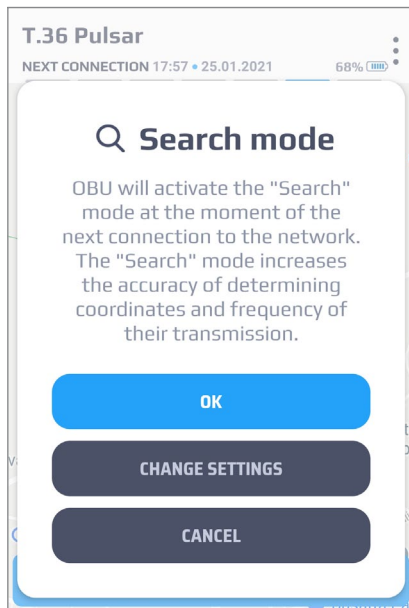 T.36 Pulsar
NEXT CONNECTION 17:57 • 25.01.2021 68%
Search mode
OBU will activate the "Search"
mode at the moment of the
next connection to the network.
The "Search" mode increases
the accuracy of determining
coordinates and frequency of
their transmission.
OK
CHANGE SETTINGS
CANCEL